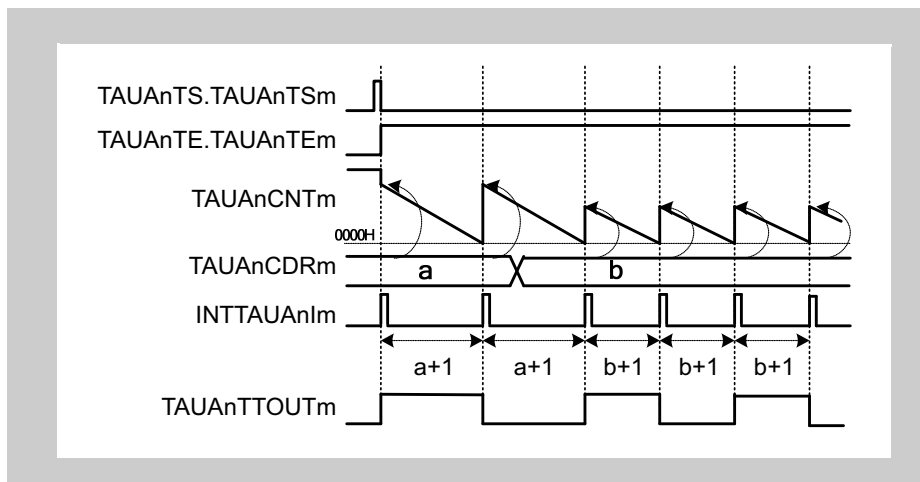 TAUAnTS.TAUAnTSm
TAUAnTE.TAUAnTEm
TAUAnCNTm
0000H
TAUAnCDRm
a
b
INTTAUAnIm
a+1
a+1
b+1
b+1
b+1
TAUAnTTOUTm